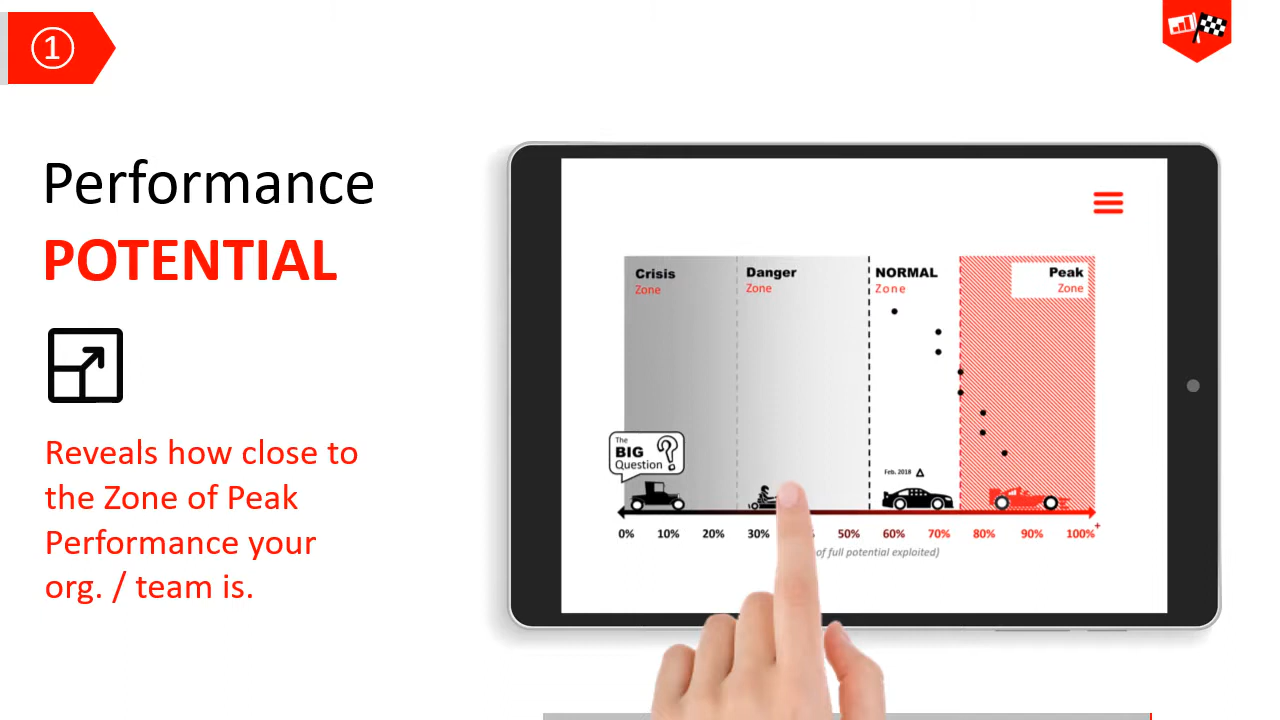 ①
Performance
POTENTIAL
Reveals how close to
the Zone of Peak
Performance your
org. / team is.
Crisis
Zone
Danger
Zone
NORMAL
Zone
Peak
Zone
The
BIG
Question
?
Feb. 2018
0% 10% 20% 30% % 50% 60% 70% 80% 90% 100%+
of full potential exploited)